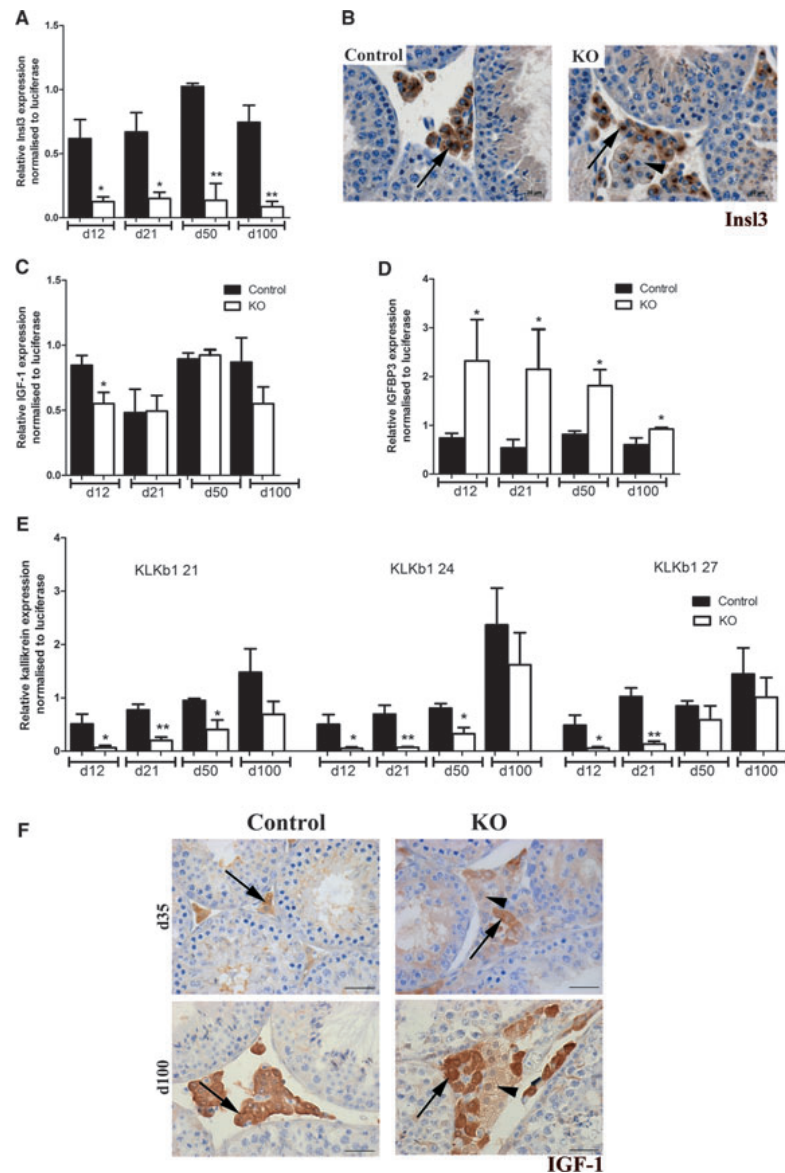 A
Relative Insl3 expression
normalised to luciferase
1.5
1.0
0.5
0.0
* * ** **
d12 d21 d50 d100
B
Control
KO
Insl3
C
Relative IGF-1 expression
normalised to luciferase
1.5
1.0
0.5
0.0
Control
KO
*
d12 d21 d50 d100
D
Relative IGFBP3 expression
normalised to luciferase
4
3
2
1
0
Control
KO
* * * *
d12 d21 d50 d100
E
Relative kallikrein expression
normalised to luciferase
4
3
2
1
0
KLKb1 21 KLKb1 24 KLKb1 27
Control
KO
* ** * * ** * * **
d12 d21 d50 d100 d12 d21 d50 d100 d12 d21 d50 d100
F
Control KO
d35
d100
IGF-1